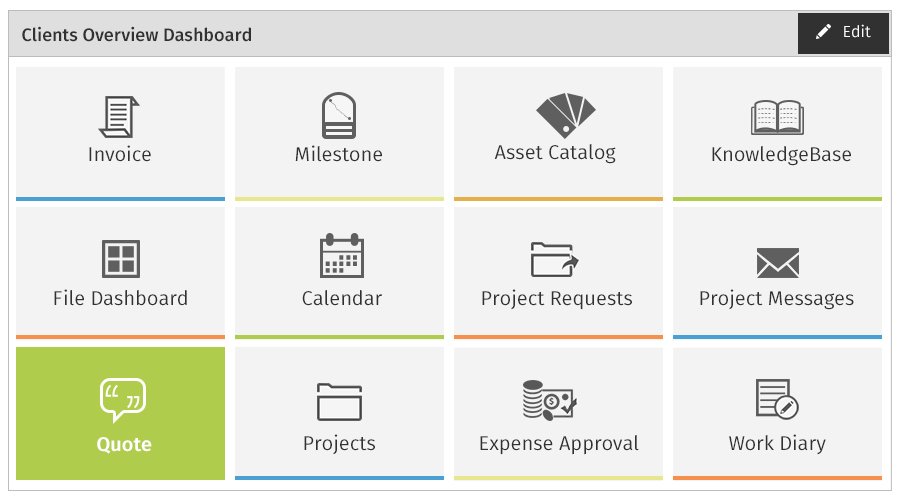 Clients Overview Dashboard
Edit
Invoice
Milestone
Asset Catalog
KnowledgeBase
File Dashboard
Calendar
Project Requests
Project Messages
Quote
Projects
Expense Approval
Work Diary